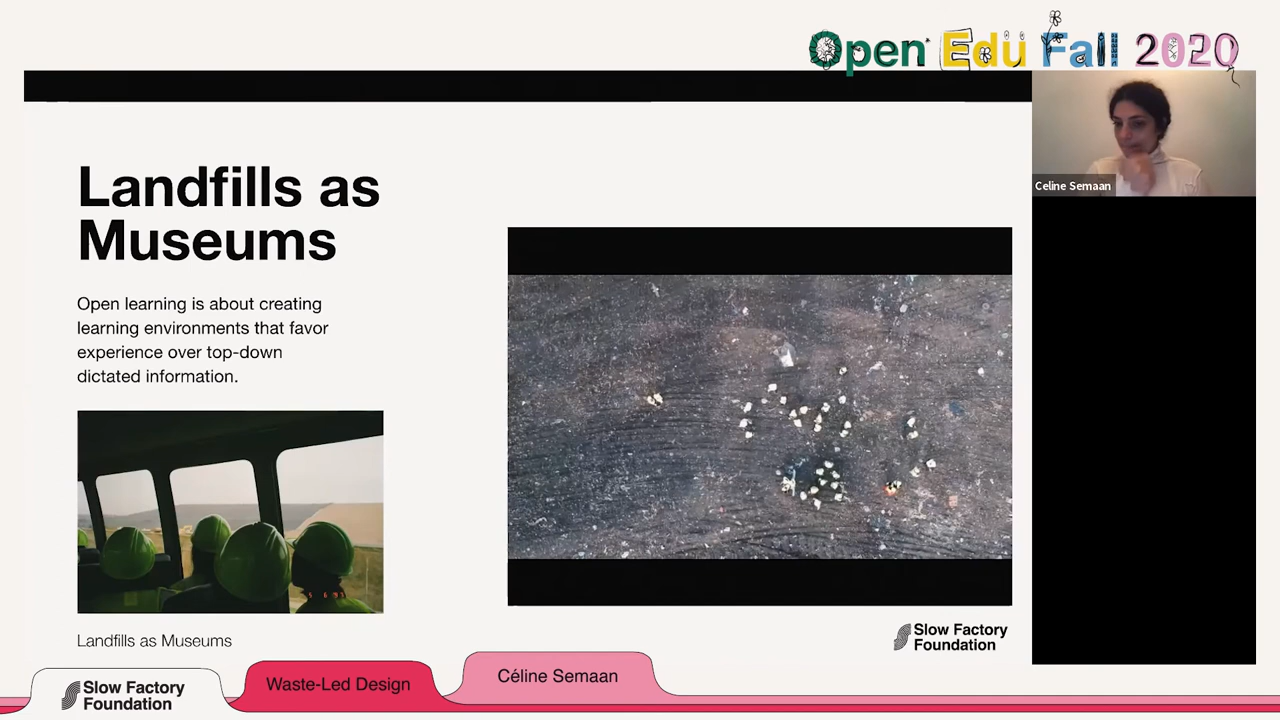 Open Edu Fall 2020
Landfills as
Museums
Open learning is about creating
learning environments that favor
experience over top-down
dictated information.
Landfills as Museums
Celine Semaan
Slow Factory
Foundation
Slow Factory
Foundation
Waste-Led Design
Céline Semaan